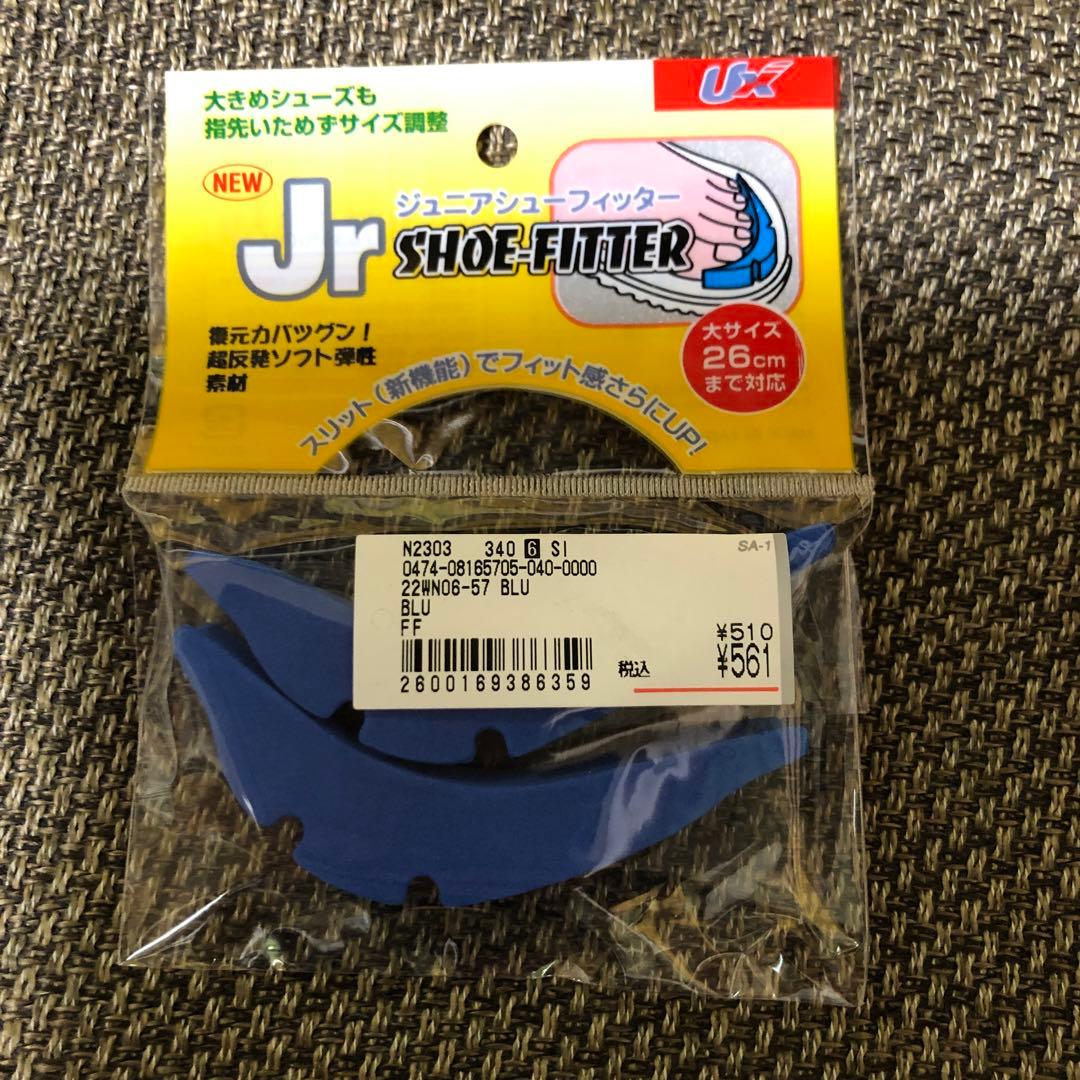 大きめシューズも
指先いためずサイズ調整
UX
NEW
Jr
ジュニアシューフィッター
SHOE-FITTER
復元力バツグン!
超反発ソフト弾性
素材
大サイズ
26cm
まで対応
スリット(新機能)でフィット感さらにUP!
N2303 340 6 SI
SA-1
0474-08165705-040-0000
22WN06-57 BLU
BLU
FF
¥510
税込 ¥561
2600169386359